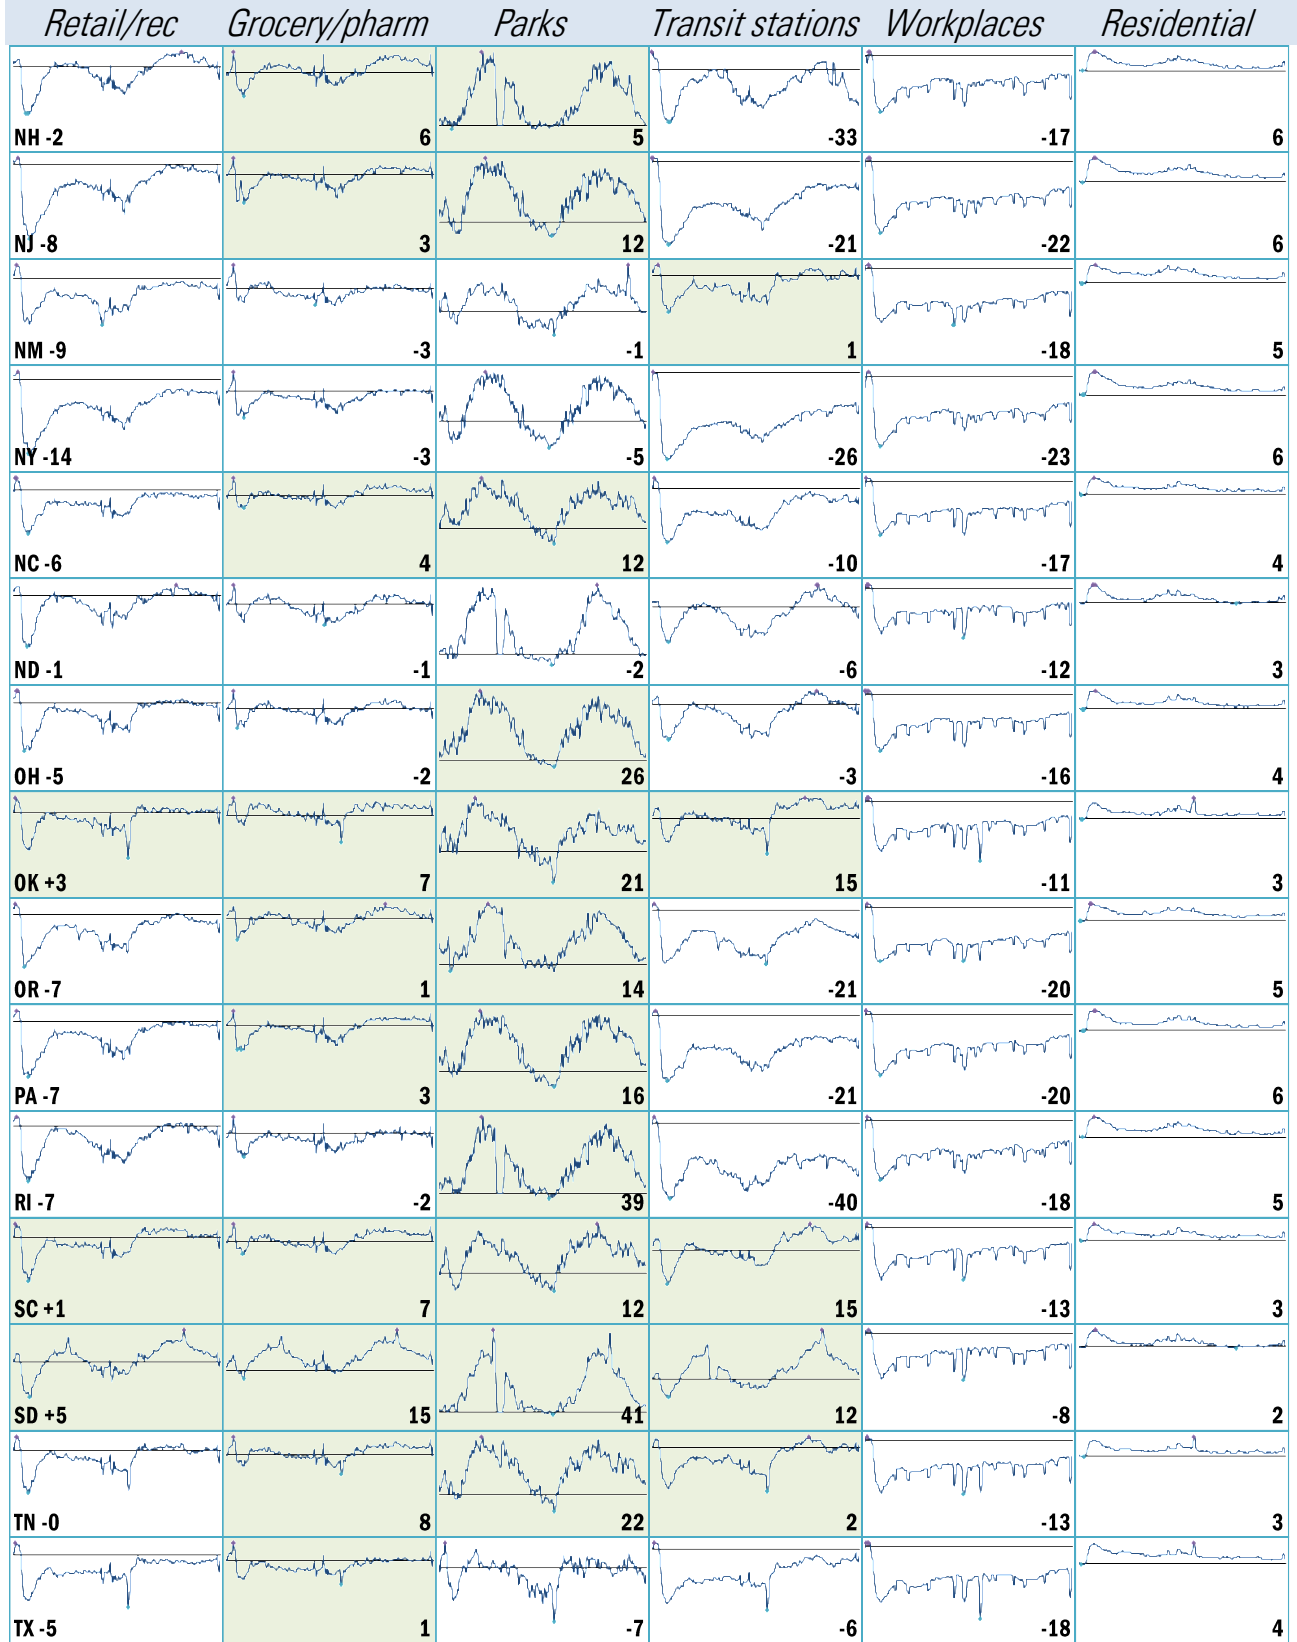 Retail/rec Grocery/pharm Parks Transit stations Workplaces Residential
NH -2 6 5 -33 -17 6
NJ -8 3 12 -21 -22 6
NM -9 -3 -1 1 -18 5
NY -14 -3 -5 -26 -23 6
NC -6 4 12 -10 -17 4
ND -1 -1 -2 -6 -12 3
OH -5 -2 26 -3 -16 4
OK +3 7 21 15 -11 3
OR -7 1 14 -21 -20 5
PA -7 3 16 -21 -20 6
RI -7 -2 39 -40 -18 5
SC +1 7 12 15 -13 3
SD +5 15 41 12 -8 2
TN -0 8 22 2 -13 3
TX -5 1 -7 -6 -18 4